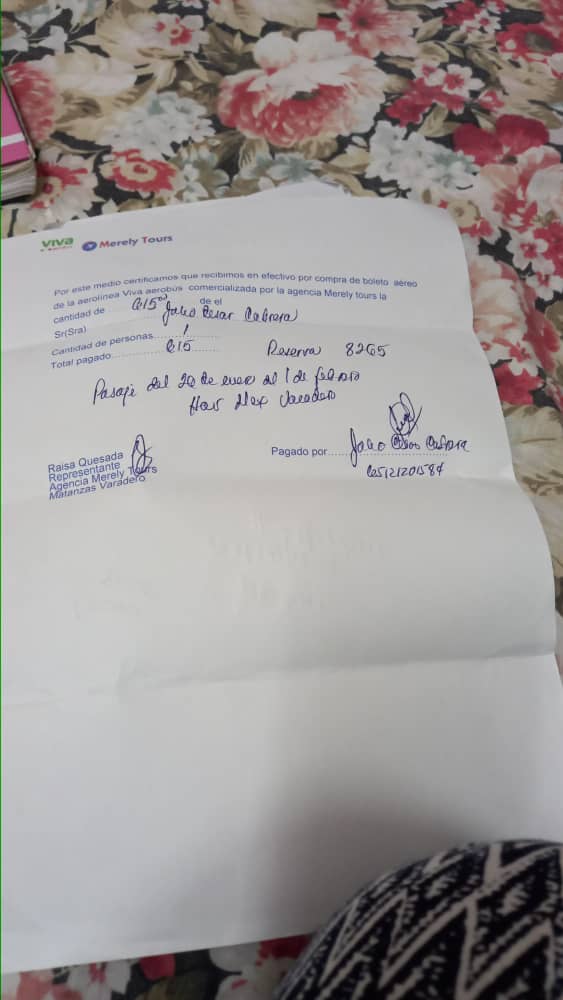 viva
Merely Tours
Por este medio certificamos que recibimos en efectivo por compra de boleto aéreo
de la aerolínea Viva aerobús comercializada por la agencia Merely tours la
cantidad de 615 00 de el
Sr(Sra) Julio Cesar Cabrera
Cantidad de personas 1
Total pagado 615
Reserva 8265
Pasaje del de enero al 1 de febrero
Hav Mex Varadero
Raisa Quesada
Representante
Agencia Merely Tours
Matanzas Varadero
Pagado por Julio Cesar Cabrera